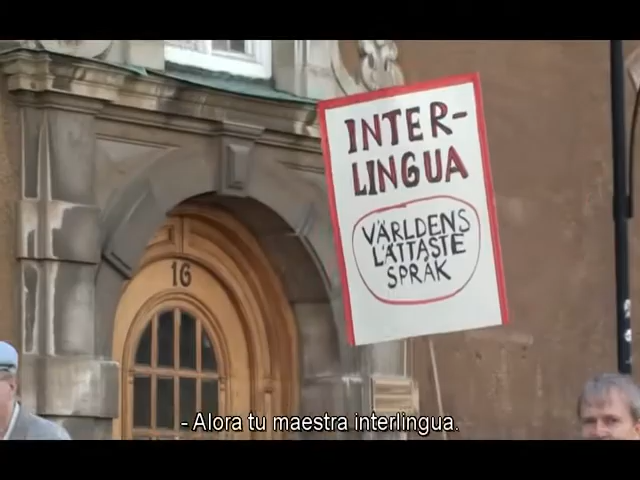 INTER-
LINGUA
VÄRLDENS
LÄTTASTE
SPRÅK
16
- Alora tu maestra interlingua.